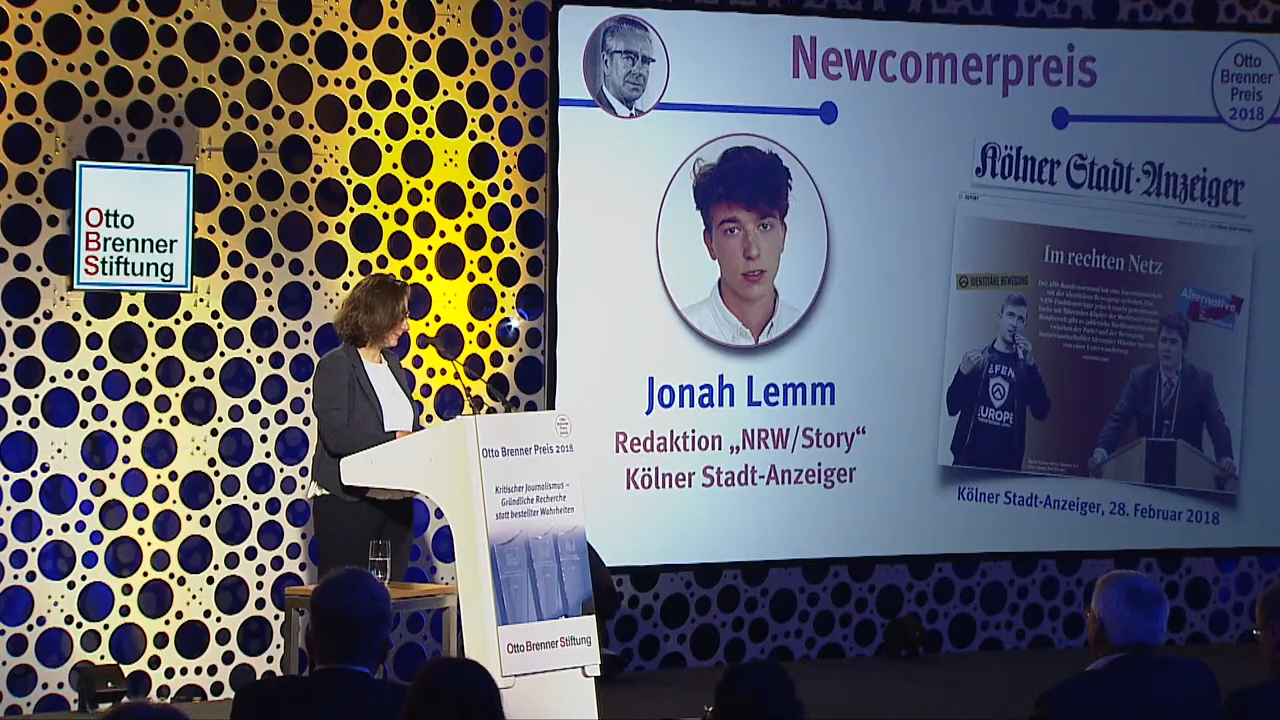 Newcomerpreis
Otto
Brenner
Preis
2018
Kölner Stadt-Anzeiger
Im rechten Netz
IDENTITÄRE BEWEGUNG
Alternative
EUROPE
Jonah Lemm
Redaktion „NRW/Story“
Kölner Stadt-Anzeiger
Kölner Stadt-Anzeiger, 28. Februar 2018
Otto
Brenner
Stiftung
Otto Brenner Preis 2018
Kritischer Journalismus –
Gründliche Recherche
statt bestellter Wahrheiten
Otto Brenner Stiftung